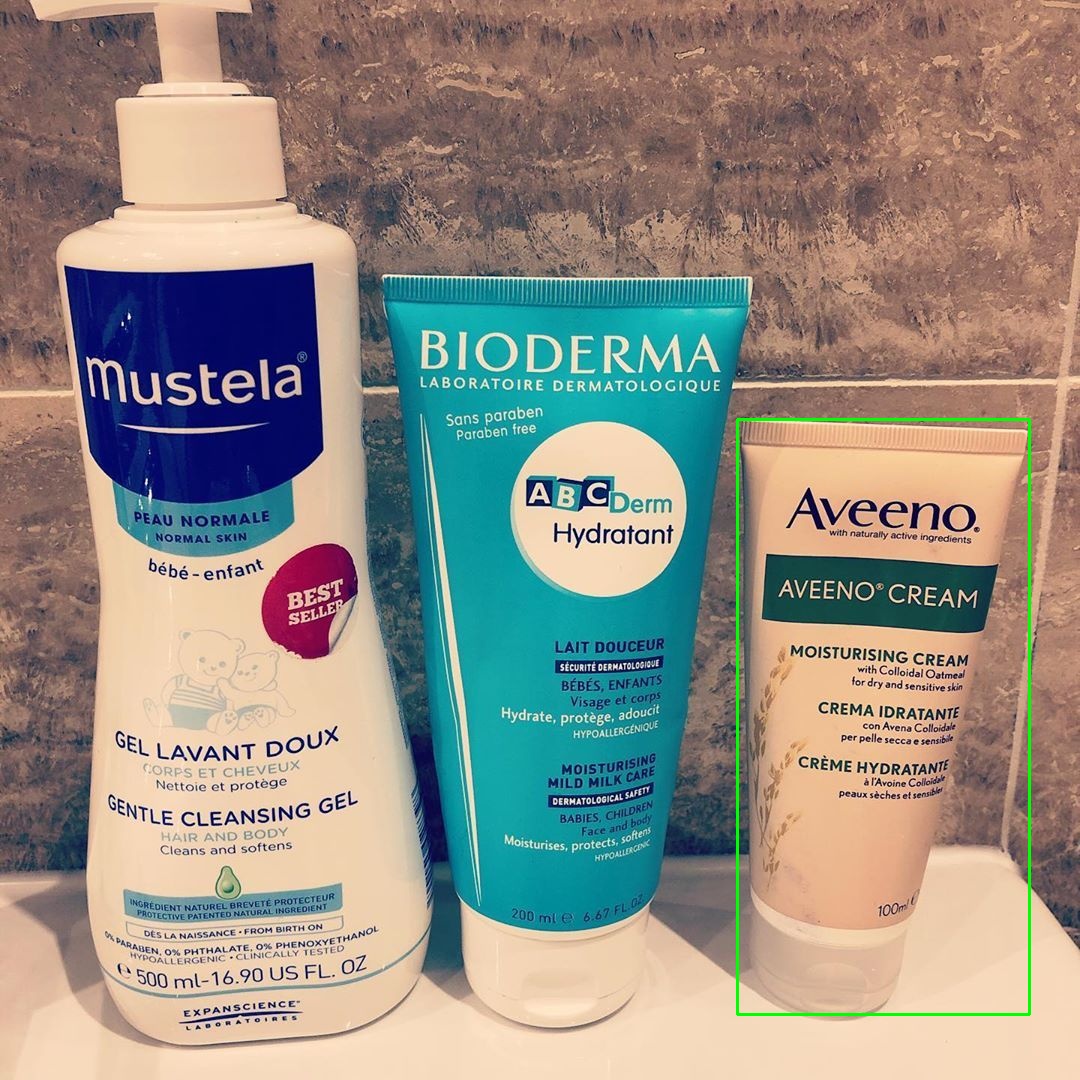 mustela®
PEAU NORMALE
NORMAL SKIN
bébé-enfant
BEST
SELLER
GEL LAVANT DOUX
CORPS ET CHEVEUX
Nettoie et protège
GENTLE CLEANSING GEL
HAIR AND BODY
Cleans and softens
INGRÉDIENT NATUREL BREVETÉ PROTECTEUR
PROTECTIVE PATENTED NATURAL INGREDIENT
DÈS LA NAISSANCE • FROM BIRTH ON
0% PARABEN, 0% PHTHALATE, 0% PHENOXYETHANOL
HYPOALLERGENIC • CLINICALLY TESTED
e 500 ml-16.90 US FL. OZ
EXPANSCIENCE™
LABORATOIRES
BIODERMA
LABORATOIRE DERMATOLOGIQUE
Sans paraben
Paraben free
ABCDerm
Hydratant
LAIT DOUCEUR
SÉCURITÉ DERMATOLOGIQUE
BÉBÉS, ENFANTS
Visage et corps
Hydrate, protège, adoucit
HYPOALLERGÉNIQUE
MOISTURISING
MILD MILK CARE
DERMATOLOGICAL SAFETY
BABIES, CHILDREN
Face and body
Moisturises, protects, softens
HYPOALLERGENIC
200 ml e 6.67 FL.OZ
Aveeno®
with naturally active ingredients
AVEENO® CREAM
MOISTURISING CREAM
with Colloidal Oatmeal
for dry and sensitive skin
CREMA IDRATANTE
con Avena Colloidale
per pelle secca e sensibile
CRÈME HYDRATANTE
à l'Avoine Colloïdale
peaux sèches et sensibles
100ml e